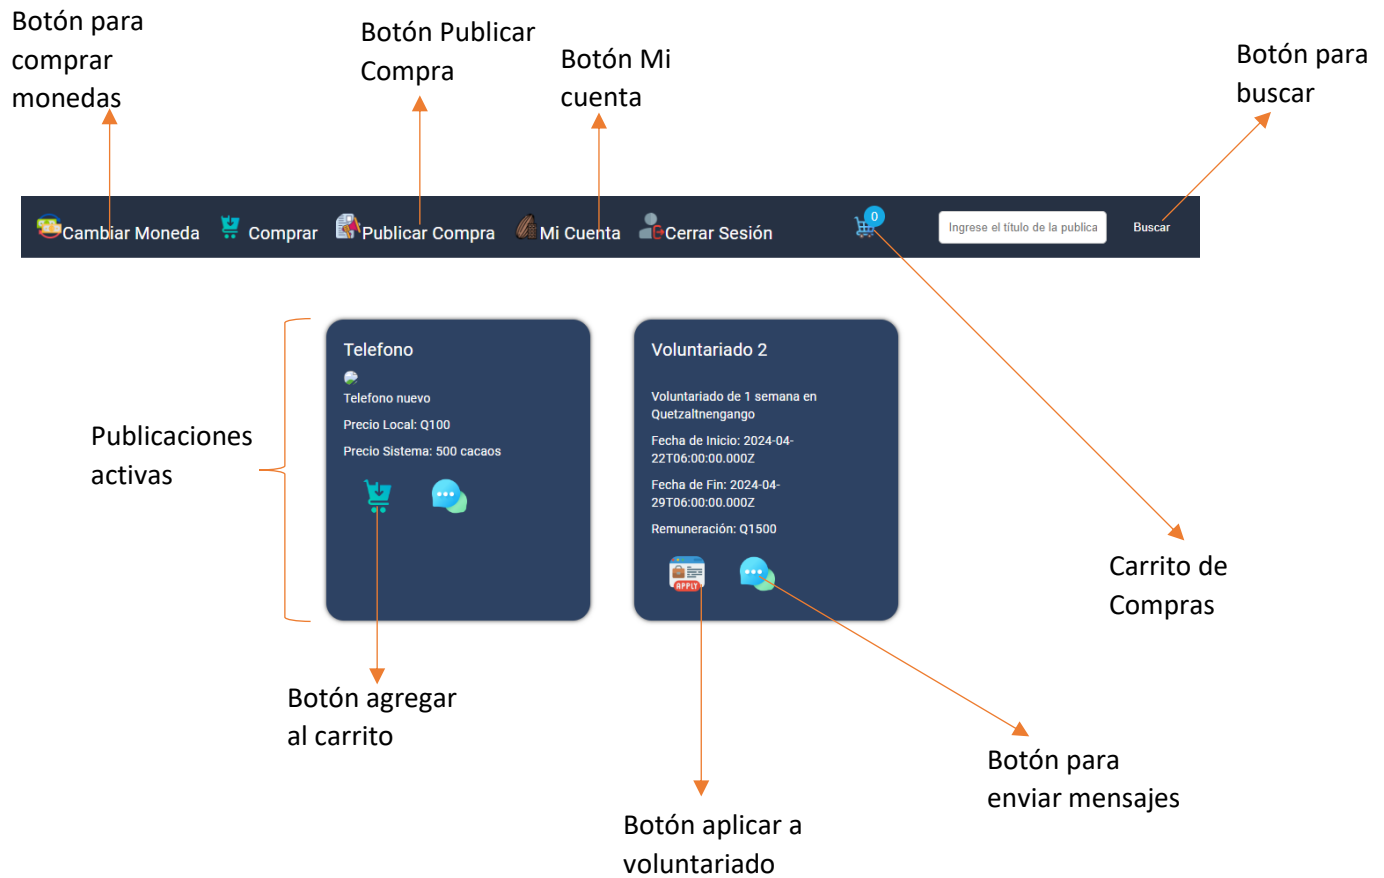 Botón para
comprar
monedas
Botón Publicar
Compra
Botón Mi
cuenta
Botón para
buscar
Cambiar Moneda
Comprar
Publicar Compra
Mi Cuenta
Cerrar Sesión
0
Ingrese el título de la publica
Buscar
Publicaciones
activas
Telefono
Telefono nuevo
Precio Local: Q100
Precio Sistema: 500 cacaos
Voluntariado 2
Voluntariado de 1 semana en
Quetzaltnengango
Fecha de Inicio: 2024-04-
22T06:00:00.000Z
Fecha de Fin: 2024-04-
29T06:00:00.000Z
Remuneración: Q1500
APPLY
Carrito de
Compras
Botón agregar
al carrito
Botón para
enviar mensajes
Botón aplicar a
voluntariado